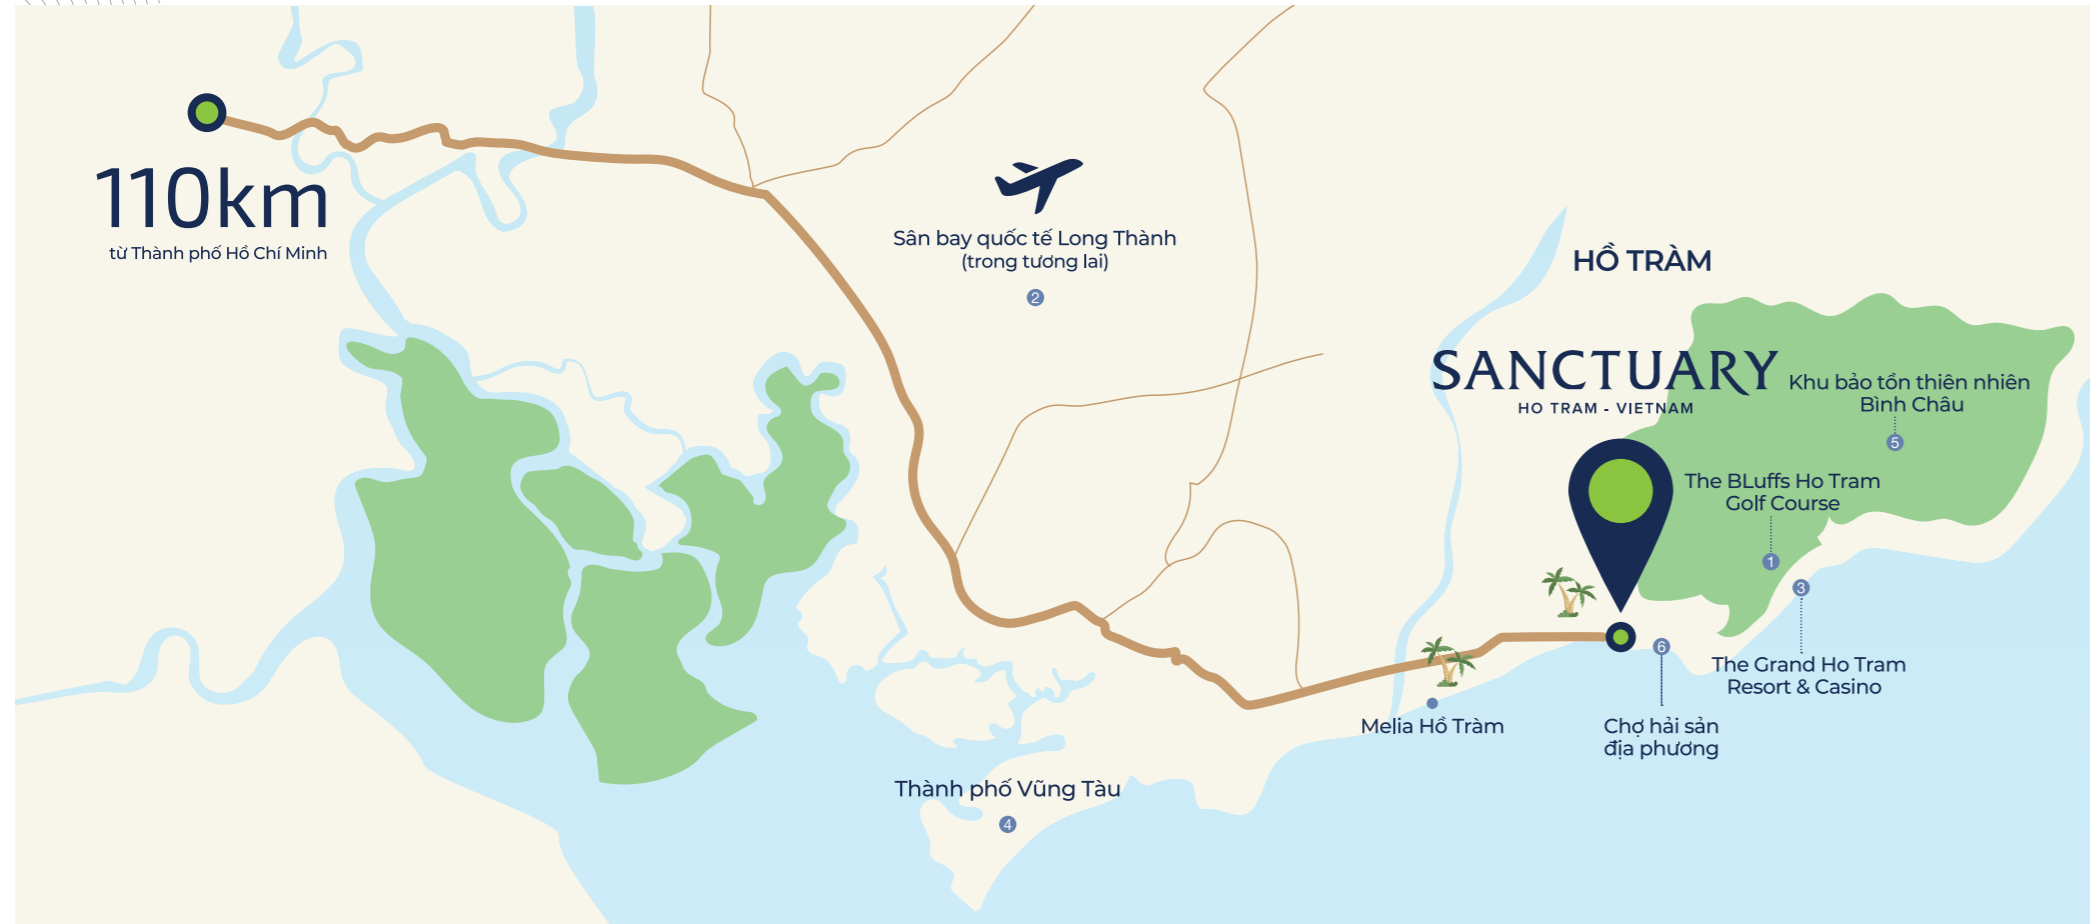 110km
từ Thành phố Hồ Chí Minh
Sân bay quốc tế Long Thành
(trong tương lai)
2
HỒ TRÀM
SANCTUARY
HO TRAM - VIETNAM
Khu bảo tồn thiên nhiên
Bình Châu
5
The BLuffs Ho Tram
Golf Course
1
3
The Grand Ho Tram
Resort & Casino
6
Chợ hải sản
địa phương
Melia Hồ Tràm
Thành phố Vũng Tàu
4